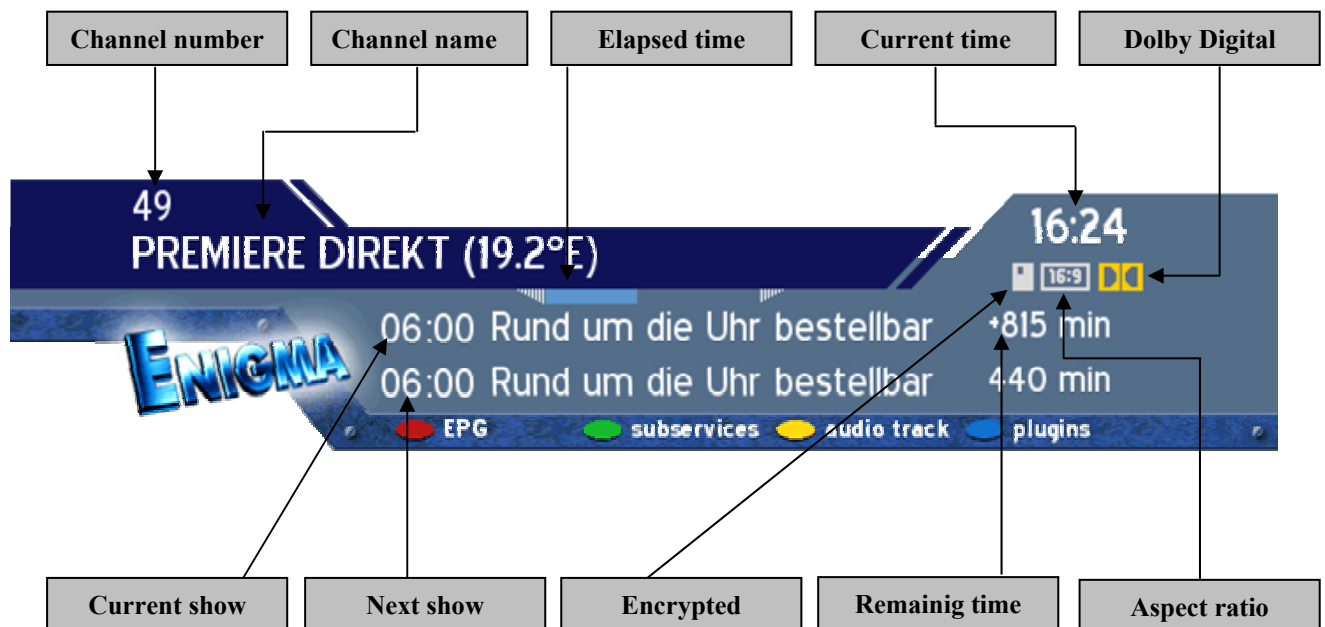 Channel number
Channel name
Elapsed time
Current time
Dolby Digital
49
PREMIERE DIREKT (19.2°E)
16:24
16:9
06:00 Rund um die Uhr bestellbar +815 min
ENIGMA
06:00 Rund um die Uhr bestellbar 440 min
EPG subservices audio track plugins
Current show
Next show
Encrypted
Remainig time
Aspect ratio